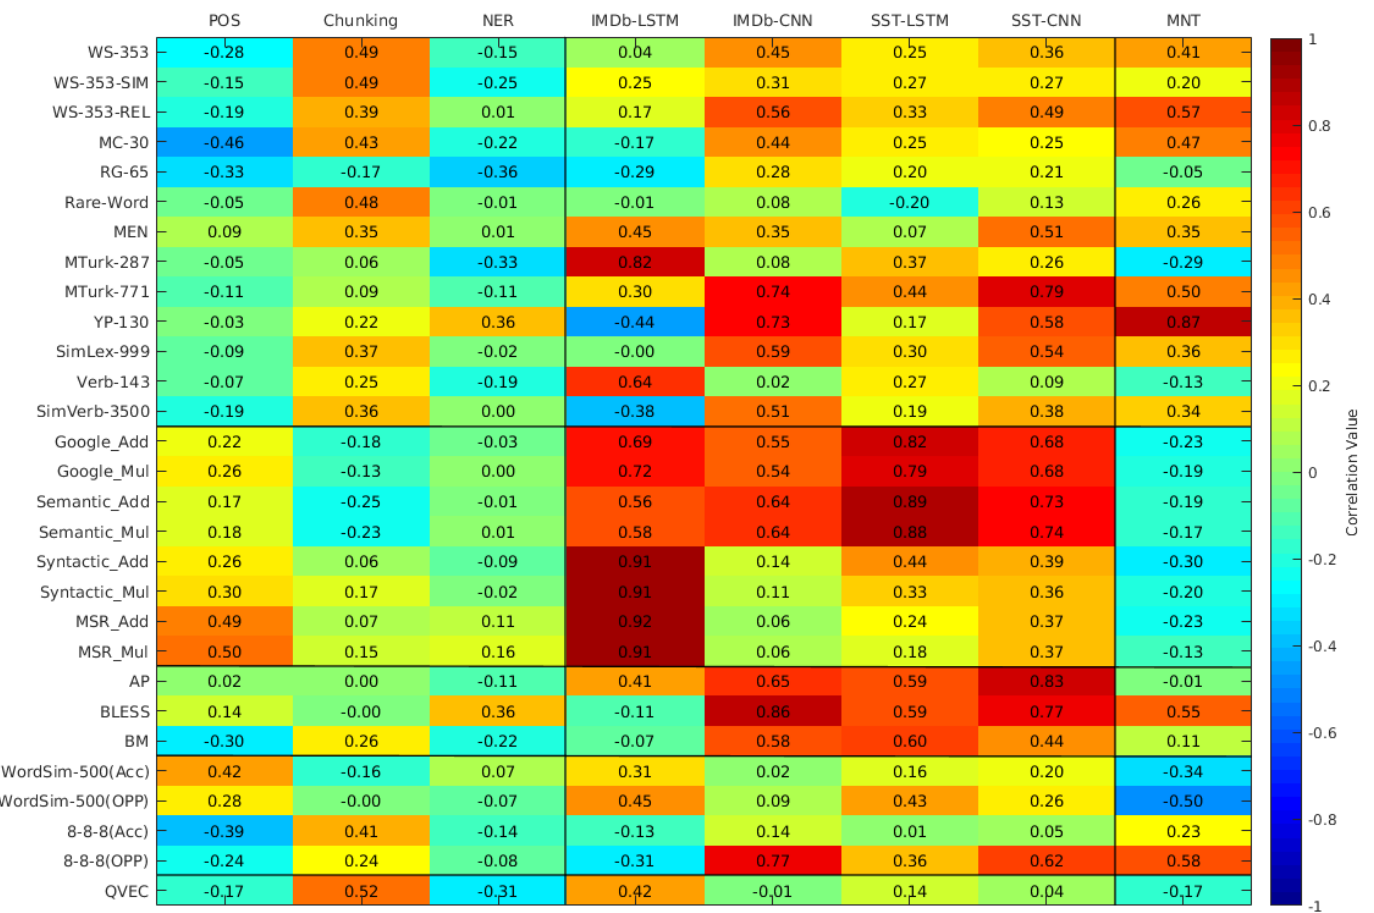 POS Chunking NER IMDb-LSTM IMDb-CNN SST-LSTM SST-CNN MNT
WS-353 -0.28 0.49 -0.15 0.04 0.45 0.25 0.36 0.41
WS-353-SIM -0.15 0.49 -0.25 0.25 0.31 0.27 0.27 0.20
WS-353-REL -0.19 0.39 0.01 0.17 0.56 0.33 0.49 0.57
MC-30 -0.46 0.43 -0.22 -0.17 0.44 0.25 0.25 0.47
RG-65 -0.33 -0.17 -0.36 -0.29 0.28 0.20 0.21 -0.05
Rare-Word -0.05 0.48 -0.01 -0.01 0.08 -0.20 0.13 0.26
MEN 0.09 0.35 0.01 0.45 0.35 0.07 0.51 0.35
MTurk-287 -0.05 0.06 -0.33 0.82 0.08 0.37 0.26 -0.29
MTurk-771 -0.11 0.09 -0.11 0.30 0.74 0.44 0.79 0.50
YP-130 -0.03 0.22 0.36 -0.44 0.73 0.17 0.58 0.87
SimLex-999 -0.09 0.37 -0.02 -0.00 0.59 0.30 0.54 0.36
Verb-143 -0.07 0.25 -0.19 0.64 0.02 0.27 0.09 -0.13
SimVerb-3500 -0.19 0.36 0.00 -0.38 0.51 0.19 0.38 0.34
Google_Add 0.22 -0.18 -0.03 0.69 0.55 0.82 0.68 -0.23
Google_Mul 0.26 -0.13 0.00 0.72 0.54 0.79 0.68 -0.19
Semantic_Add 0.17 -0.25 -0.01 0.56 0.64 0.89 0.73 -0.19
Semantic_Mul 0.18 -0.23 0.01 0.58 0.64 0.88 0.74 -0.17
Syntactic_Add 0.26 0.06 -0.09 0.91 0.14 0.44 0.39 -0.30
Syntactic_Mul 0.30 0.17 -0.02 0.91 0.11 0.33 0.36 -0.20
MSR_Add 0.49 0.07 0.11 0.92 0.06 0.24 0.37 -0.23
MSR_Mul 0.50 0.15 0.16 0.91 0.06 0.18 0.37 -0.13
AP 0.02 0.00 -0.11 0.41 0.65 0.59 0.83 -0.01
BLESS 0.14 -0.00 0.36 -0.11 0.86 0.59 0.77 0.55
BM -0.30 0.26 -0.22 -0.07 0.58 0.60 0.44 0.11
WordSim-500(Acc) 0.42 -0.16 0.07 0.31 0.02 0.16 0.20 -0.34
WordSim-500(OPP) 0.28 -0.00 -0.07 0.45 0.09 0.43 0.26 -0.50
8-8-8(Acc) -0.39 0.41 -0.14 -0.13 0.14 0.01 0.05 0.23
8-8-8(OPP) -0.24 0.24 -0.08 -0.31 0.77 0.36 0.62 0.58
QVEC -0.17 0.52 -0.31 0.42 -0.01 0.14 0.04 -0.17
1
0.8
0.6
0.4
0.2
0
-0.2
-0.4
-0.6
-0.8
-1
Correlation Value